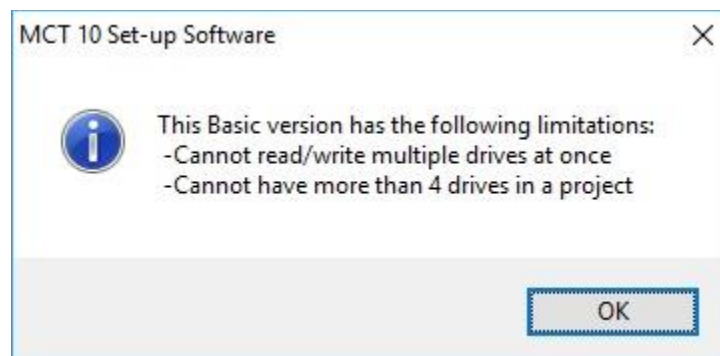 MCT 10 Set-up Software
This Basic version has the following limitations:
-Cannot read/write multiple drives at once
-Cannot have more than 4 drives in a project
OK